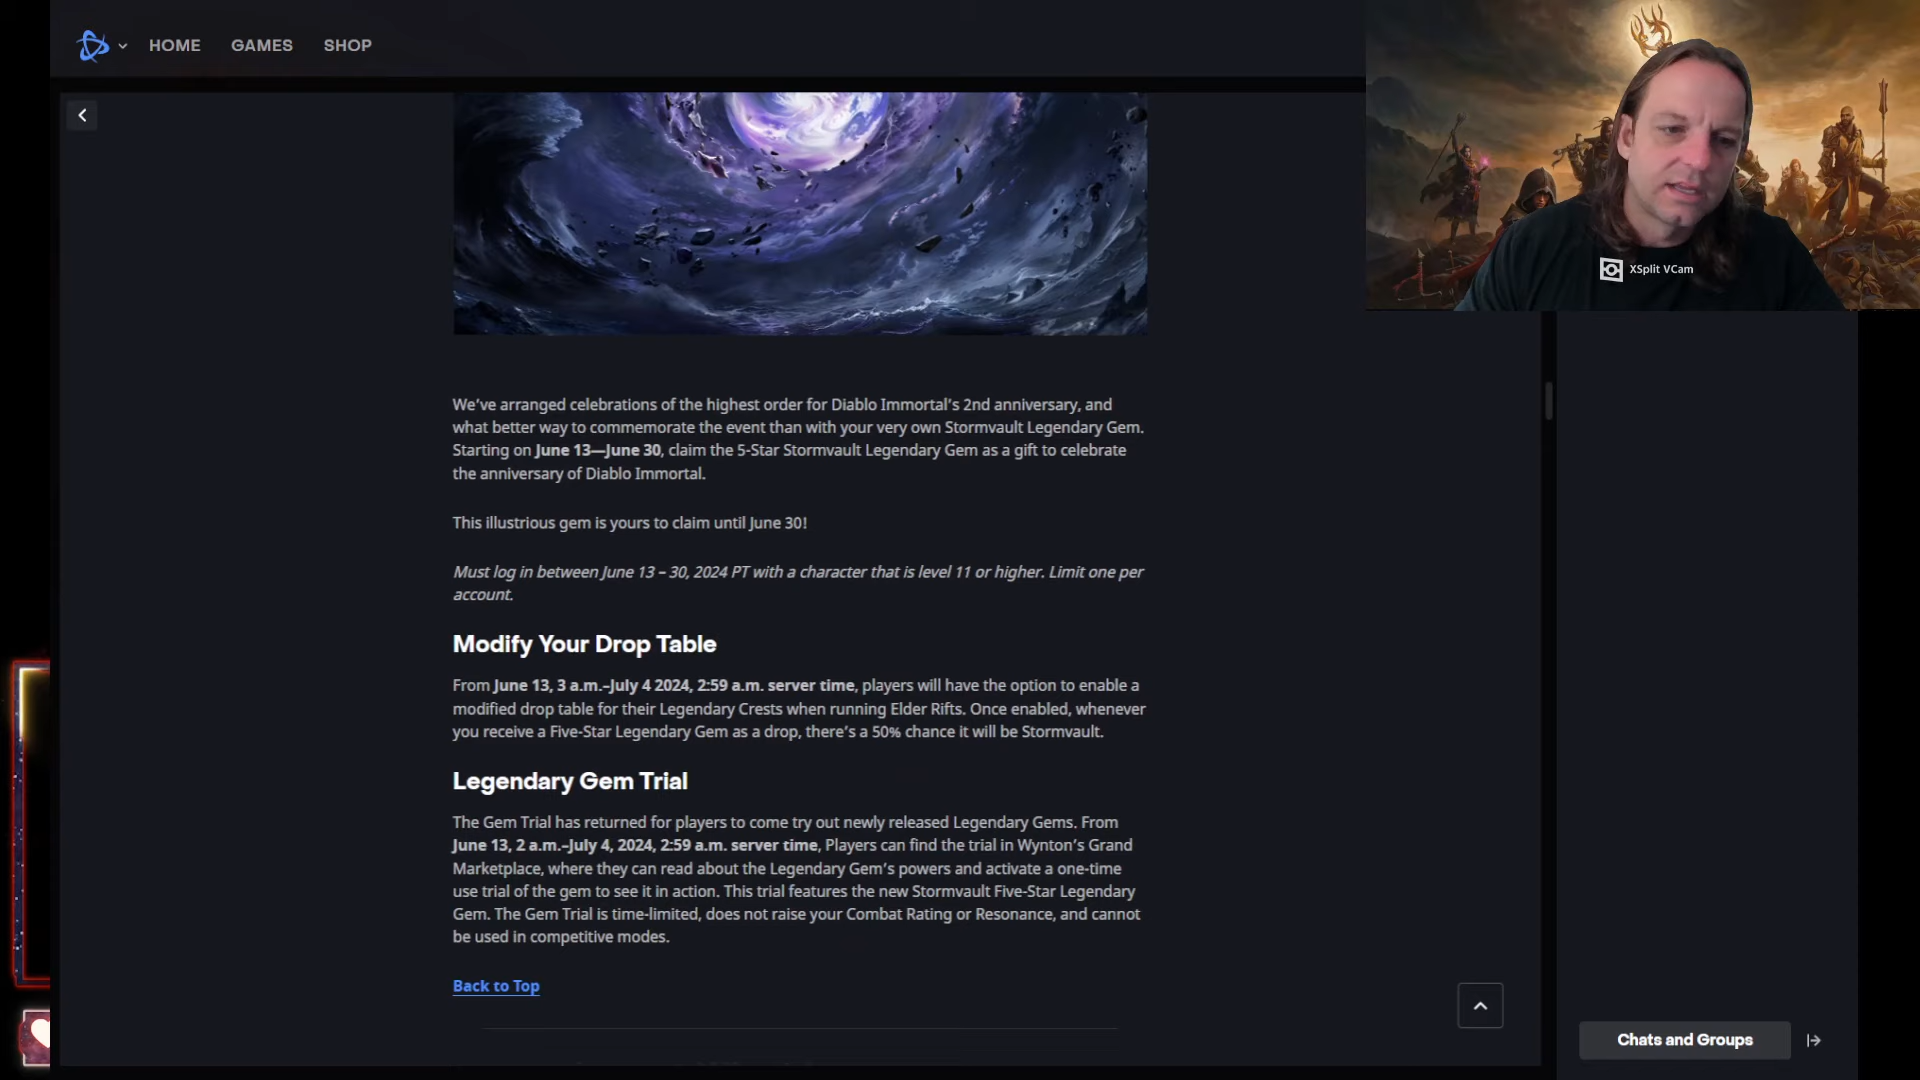 HOME GAMES SHOP
XSplit VCam
We've arranged celebrations of the highest order for Diablo Immortal's 2nd anniversary, and
what better way to commemorate the event than with your very own Stormvault Legendary Gem.
Starting on June 13—June 30, claim the 5-Star Stormvault Legendary Gem as a gift to celebrate
the anniversary of Diablo Immortal.
This illustrious gem is yours to claim until June 30!
Must log in between June 13 – 30, 2024 PT with a character that is level 11 or higher. Limit one per
account.
Modify Your Drop Table
From June 13, 3 a.m.–July 4 2024, 2:59 a.m. server time, players will have the option to enable a
modified drop table for their Legendary Crests when running Elder Rifts. Once enabled, whenever
you receive a Five-Star Legendary Gem as a drop, there's a 50% chance it will be Stormvault.
Legendary Gem Trial
The Gem Trial has returned for players to come try out newly released Legendary Gems. From
June 13, 2 a.m.–July 4, 2024, 2:59 a.m. server time, Players can find the trial in Wynton's Grand
Marketplace, where they can read about the Legendary Gem's powers and activate a one-time
use trial of the gem to see it in action. This trial features the new Stormvault Five-Star Legendary
Gem. The Gem Trial is time-limited, does not raise your Combat Rating or Resonance, and cannot
be used in competitive modes.
Back to Top
Chats and Groups